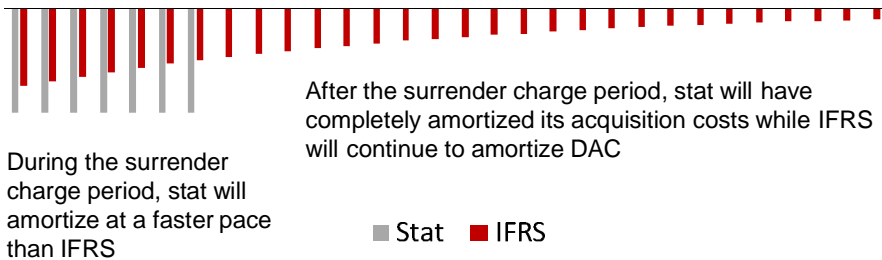 After the surrender charge period, stat will have
completely amortized its acquisition costs while IFRS
will continue to amortize DAC
During the surrender
charge period, stat will
amortize at a faster pace
than IFRS
Stat IFRS